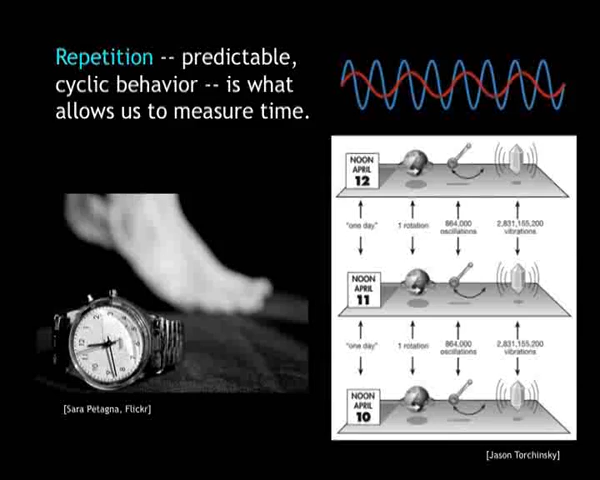 Repetition -- predictable,
cyclic behavior -- is what
allows us to measure time.
NOON
APRIL
12
"one day"
1 rotation
864,000
oscillations
2,831,155,200
vibrations
NOON
APRIL
11
"one day"
1 rotation
864,000
oscillations
2,831,155,200
vibrations
NOON
APRIL
10
[Sara Petagna, Flickr]
[Jason Torchinsky]